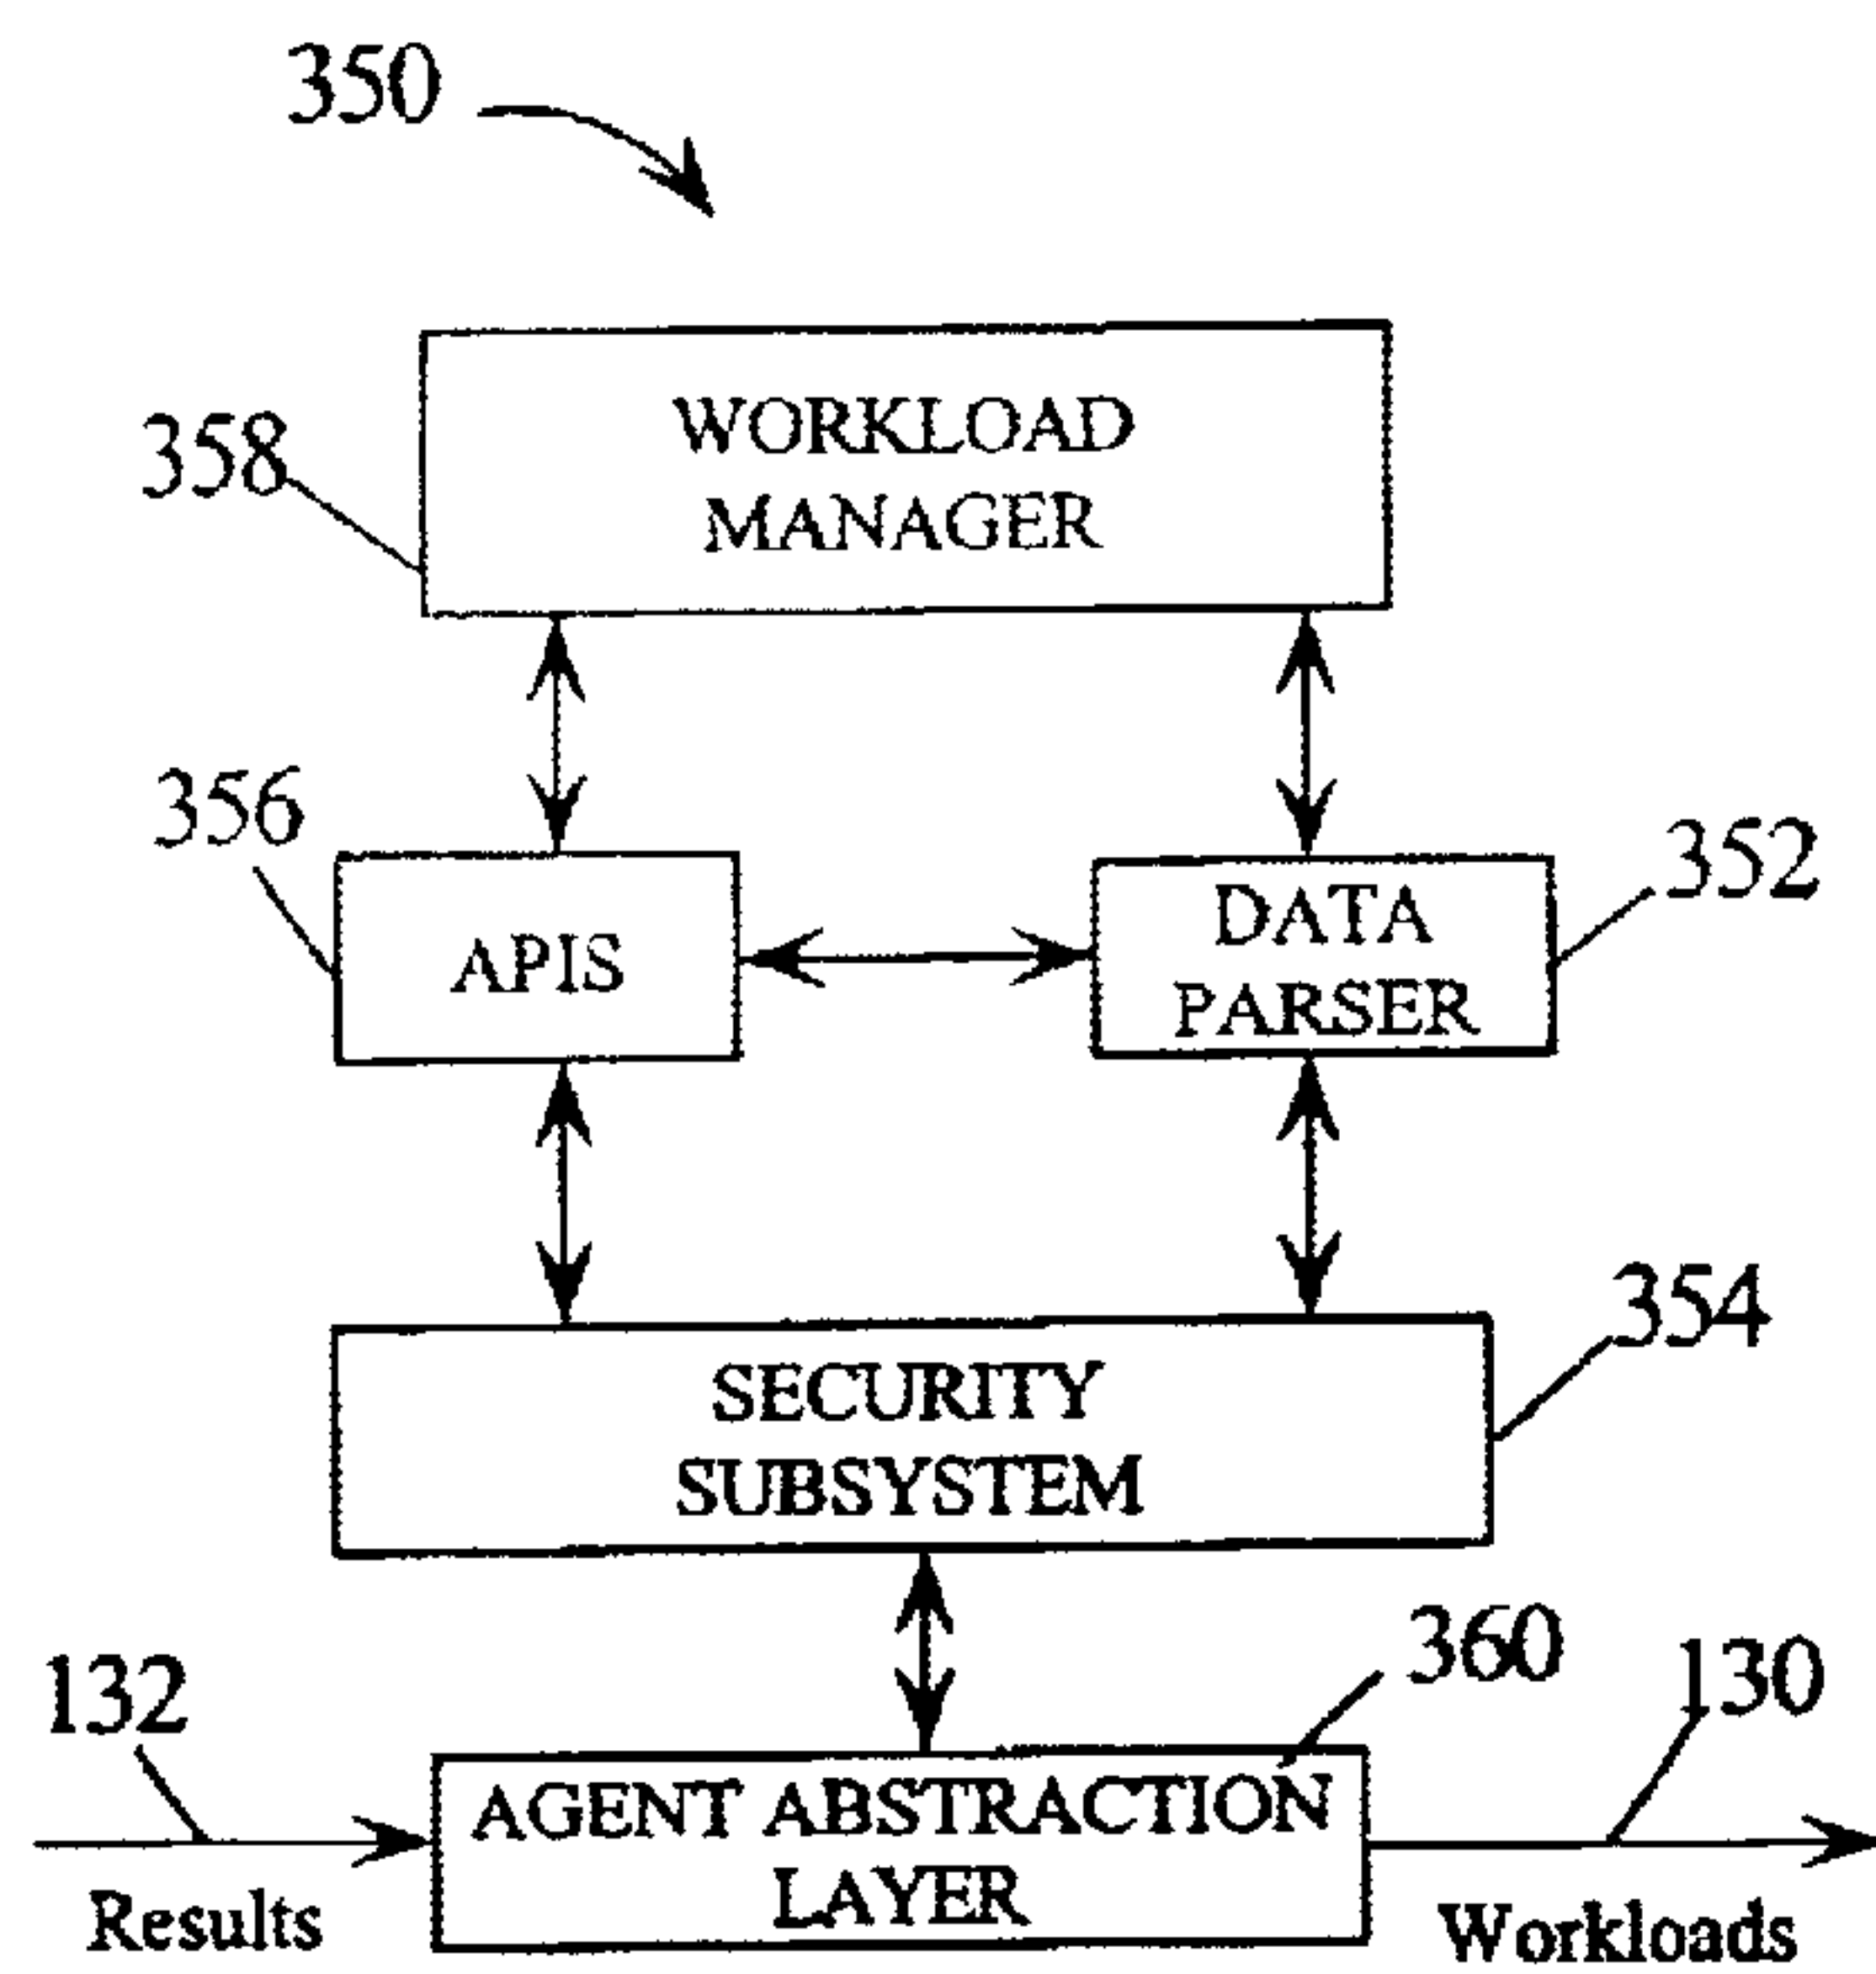 350
WORKLOAD
MANAGER
358
356
APIS
DATA
PARSER
352
SECURITY
SUBSYSTEM
354
360
132
130
AGENT ABSTRACTION
LAYER
Results
Workloads